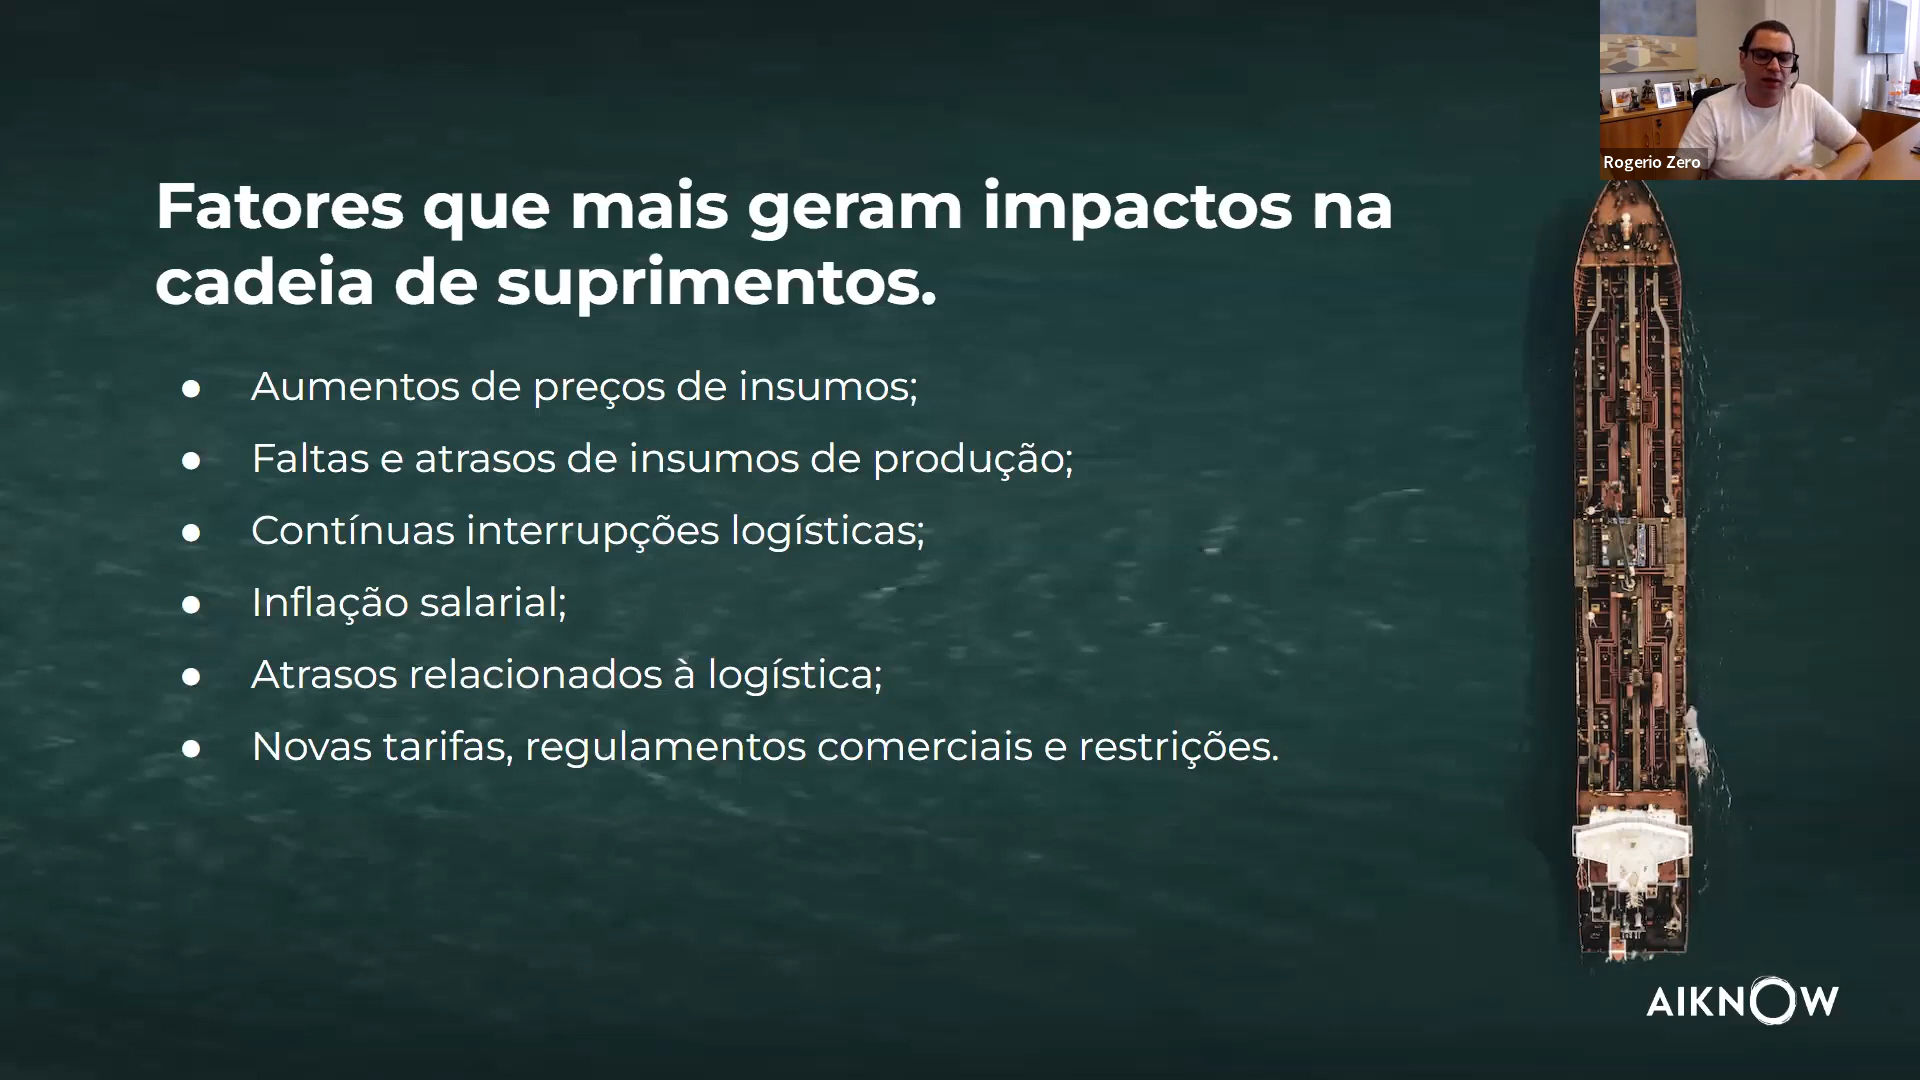 Rogerio Zero
Fatores que mais geram impactos na
cadeia de suprimentos.
● Aumentos de preços de insumos;
● Faltas e atrasos de insumos de produção;
● Contínuas interrupções logísticas;
● Inflação salarial;
● Atrasos relacionados à logística;
● Novas tarifas, regulamentos comerciais e restrições.
AIKNOW